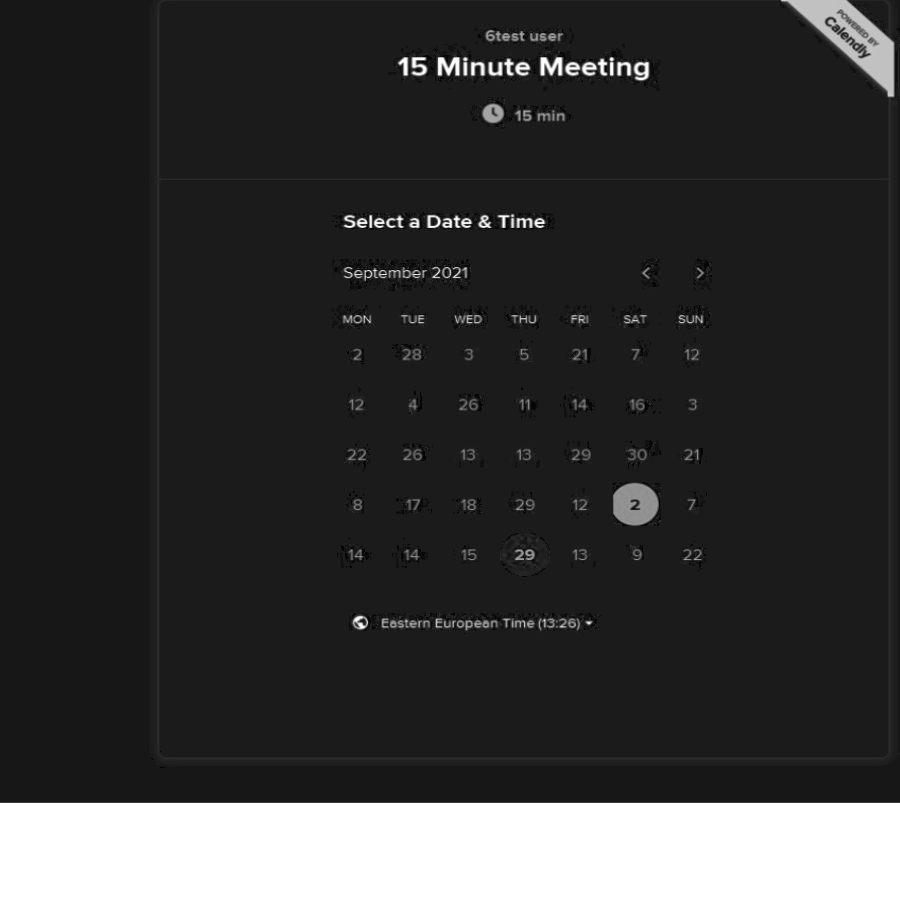 POWERED BY
Calendly
6test user
15 Minute Meeting
15 min
Select a Date & Time
September 2021
MON TUE WED THU FRI SAT SUN
2 28 3 5 21 7 12
12 4 26 11 14 16 3
22 26 13 13 29 30 21
8 17 18 29 12 2 7
14 14 15 29 13 9 22
Eastern European Time (13:26)